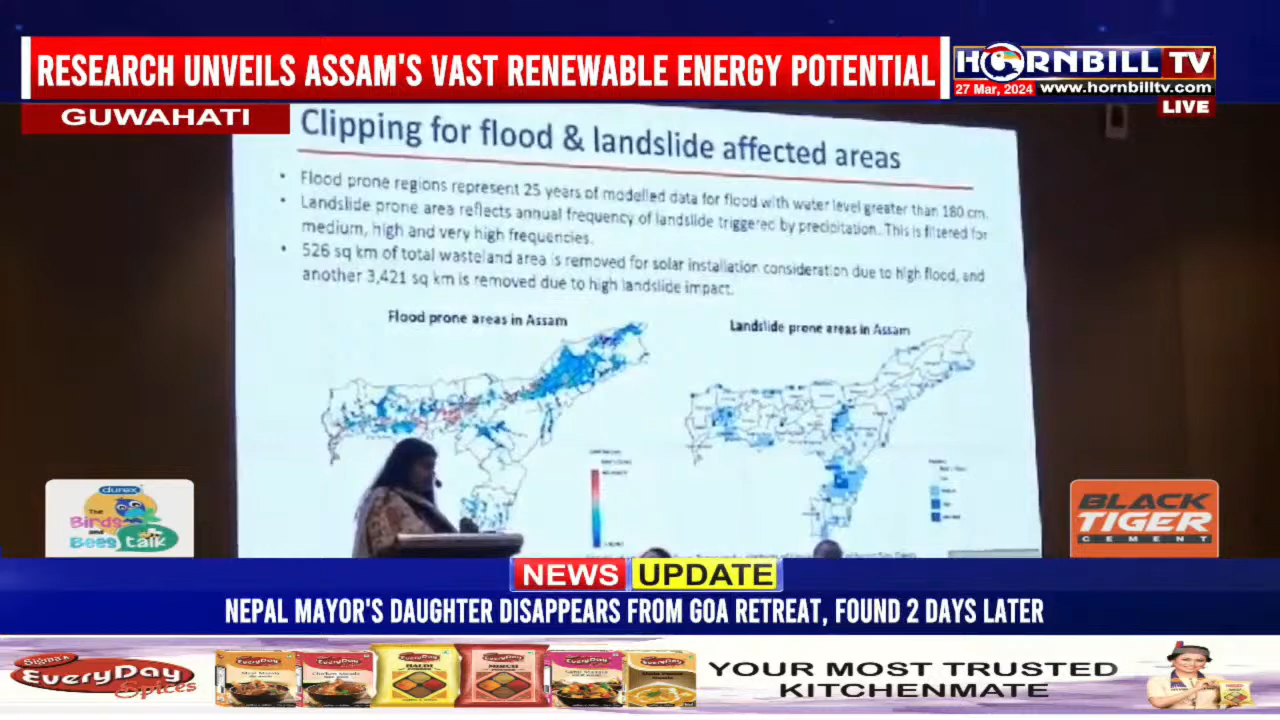 RESEARCH UNVEILS ASSAM'S VAST RENEWABLE ENERGY POTENTIAL
HORNBILL TV
27 Mar, 2024 www.hornbilltv.com
LIVE
GUWAHATI
Clipping for flood & landslide affected areas
• Flood prone regions represent 25 years of modelled data for flood with water level greater than 180 cm.
• Landslide prone area reflects annual frequency of landslide triggered by precipitation. This is filtered for
medium, high and very high frequencies.
• 526 sq km of total wasteland area is removed for solar installation consideration due to high flood, and
another 3,421 sq km is removed due to high landslide impact.
Flood prone areas in Assam
Landslide prone areas in Assam
durex
The
Birds
and
Bees talk
BLACK
TIGER
CEMENT
NEWS UPDATE
NEPAL MAYOR'S DAUGHTER DISAPPEARS FROM GOA RETREAT, FOUND 2 DAYS LATER
EveryDay
Spices
YOUR MOST TRUSTED
KITCHENMATE